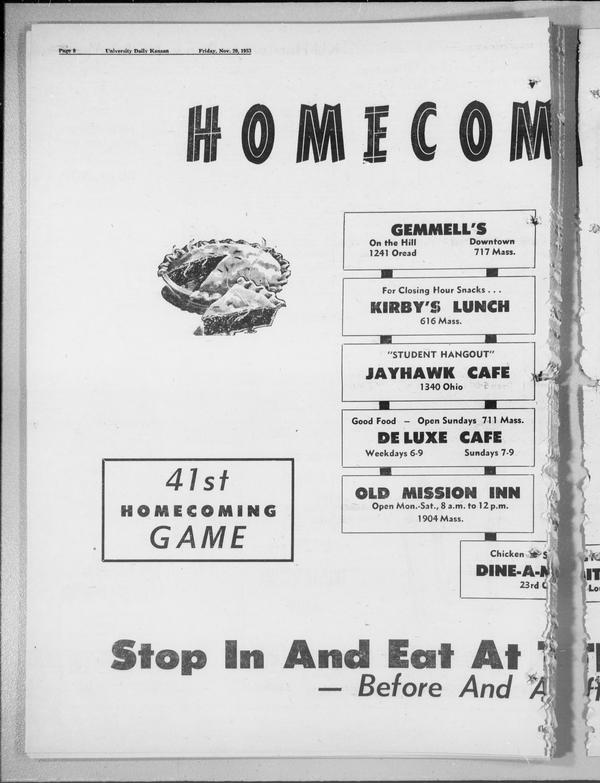 Page 8 University Daily Kansan Friday, Nov. 20, 1953
HOMECOM
GEMMELL'S
On the Hill Downtown
1241 Oread 717 Mass.
For Closing Hour Snacks . . .
KIRBY'S LUNCH
616 Mass.
"STUDENT HANGOUT"
JAYHAWK CAFE
1340 Ohio
Good Food — Open Sundays 711 Mass.
DE LUXE CAFE
Weekdays 6-9 Sundays 7-9
OLD MISSION INN
Open Mon.-Sat., 8 a.m. to 12 p.m.
1904 Mass.
41st
HOMECOMING
GAME
Chicken
DINE-A-
23rd
Stop In And Eat At
— Before And